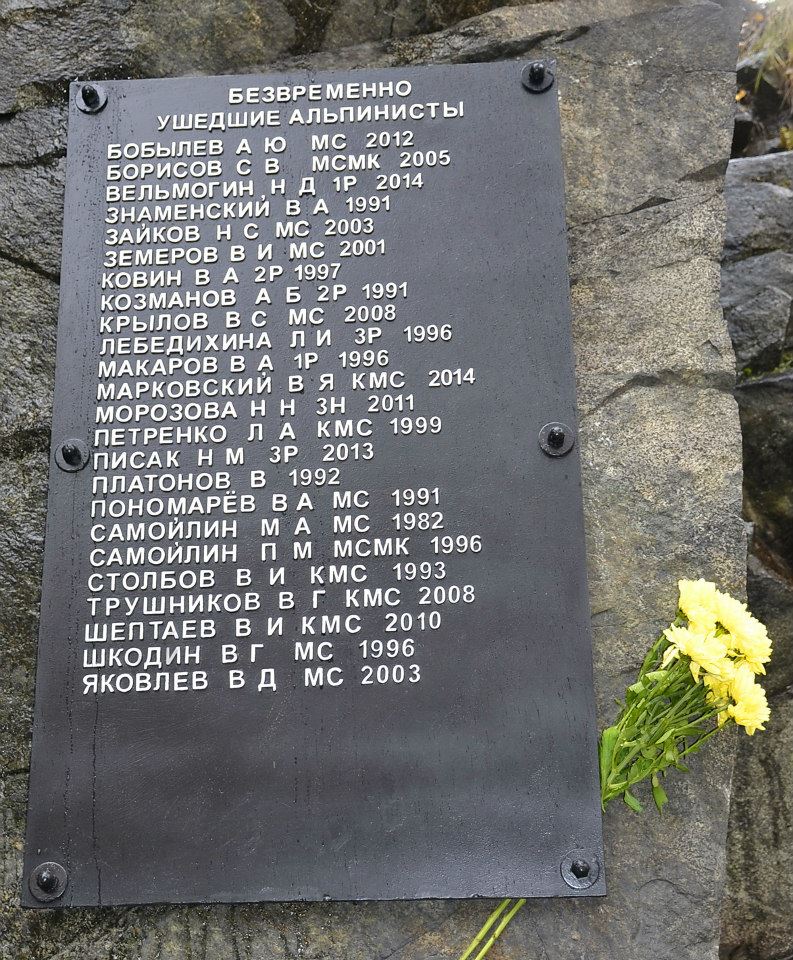 БЕЗВРЕМЕННО
УШЕДШИЕ АЛЬПИНИСТЫ
БОБЫЛЕВ А Ю МС 2012
БОРИСОВ С В МСМК 2005
ВЕЛЬМОГИН Н Д 1Р 2014
ЗНАМЕНСКИЙ В А 1991
ЗАЙКОВ Н С МС 2003
ЗЕМЕРОВ В И МС 2001
КОВИН В А 2Р 1997
КОЗМАНОВ А Б 2Р 1991
КРЫЛОВ В С МС 2008
ЛЕБЕДИХИНА Л И 3Р 1996
МАКАРОВ В А 1Р 1996
МАРКОВСКИЙ В Я КМС 2014
МОРОЗОВА Н Н 3Н 2011
ПЕТРЕНКО Л А КМС 1999
ПИСАК Н М 3Р 2013
ПЛАТОНОВ В 1992
ПОНОМАРЁВ В А МС 1991
САМОЙЛИН М А МС 1982
САМОЙЛИН П М МСМК 1996
СТОЛБОВ В И КМС 1993
ТРУШНИКОВ В Г КМС 2008
ШЕПТАЕВ В И КМС 2010
ШКОДИН В Г МС 1996
ЯКОВЛЕВ В Д МС 2003